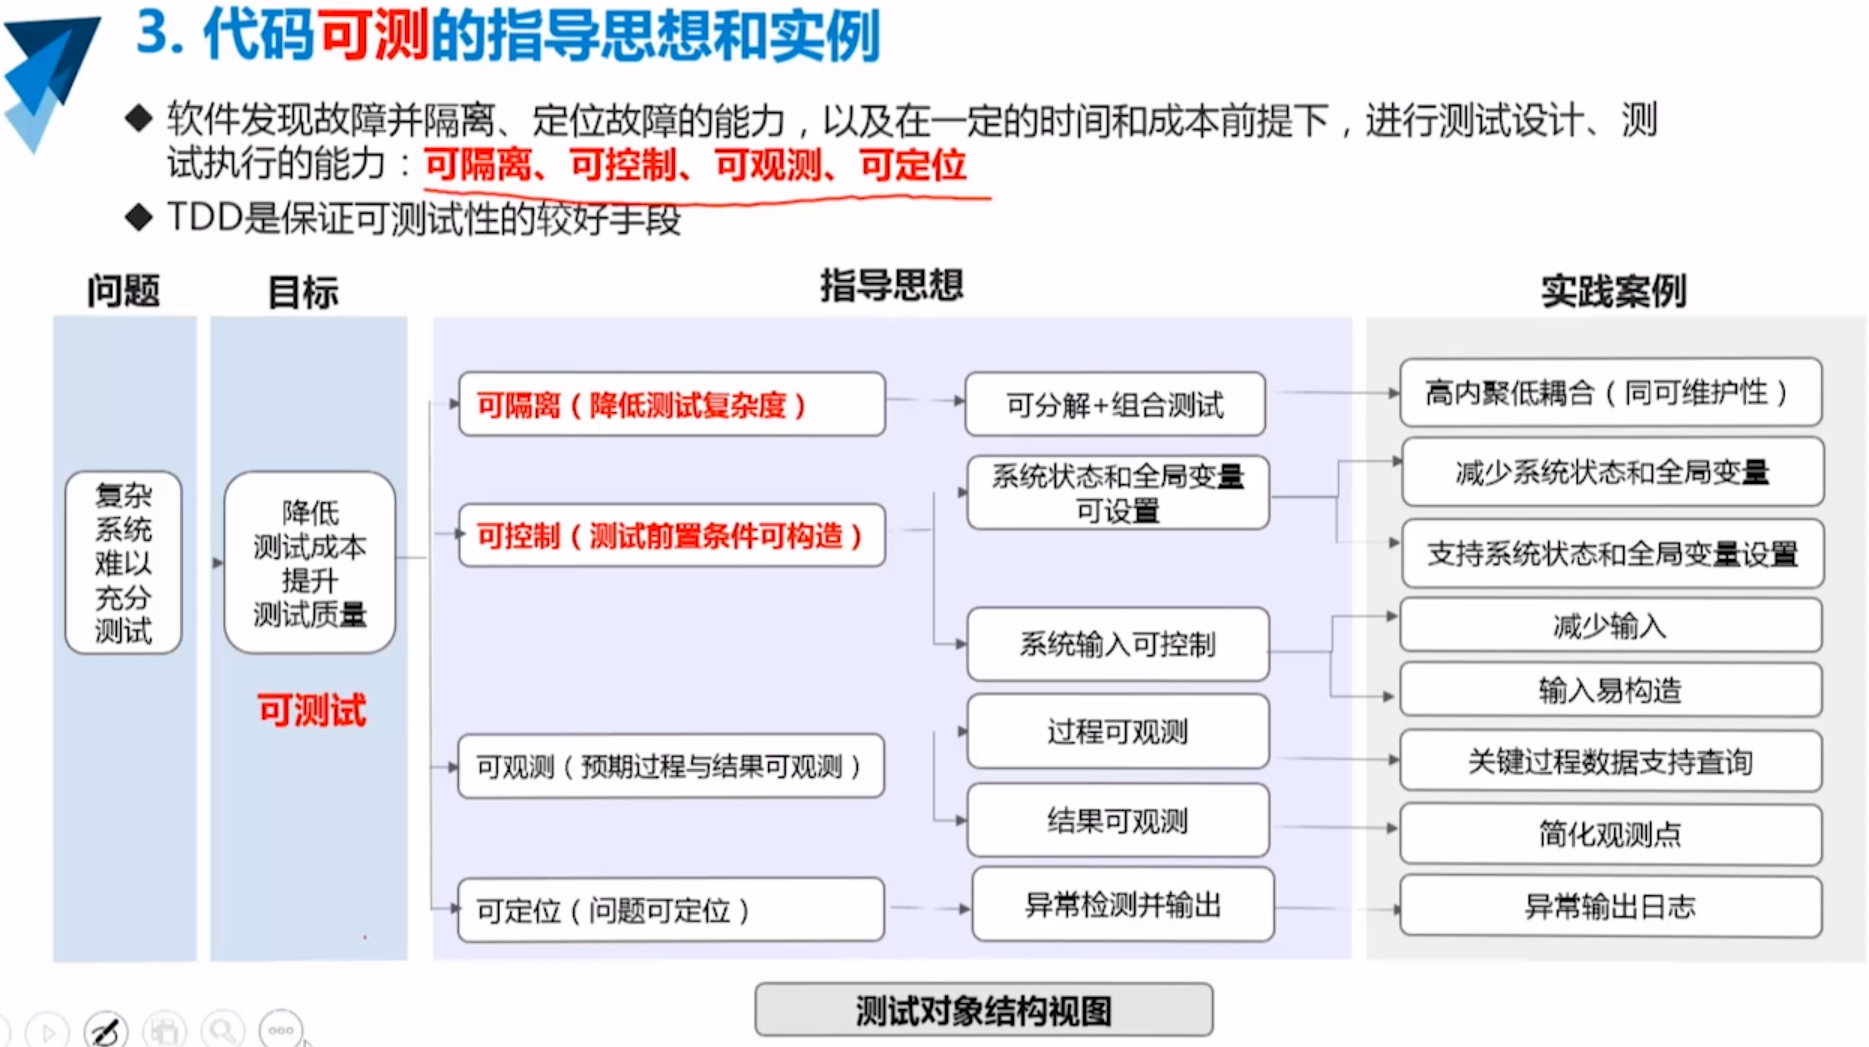 3. 代码可测的指导思想和实例
◆ 软件发现故障并隔离、定位故障的能力，以及在一定的时间和成本前提下，进行测试设计、测
试执行的能力：可隔离、可控制、可观测、可定位
◆ TDD是保证可测试性的较好手段
问题
目标
指导思想
实践案例
复杂
系统
难以
充分
测试
降低
测试成本
提升
测试质量
可测试
可隔离（降低测试复杂度）
可分解+组合测试
高内聚低耦合（同可维护性）
可控制（测试前置条件可构造）
系统状态和全局变量
可设置
减少系统状态和全局变量
支持系统状态和全局变量设置
系统输入可控制
减少输入
输入易构造
可观测（预期过程与结果可观测）
过程可观测
关键过程数据支持查询
结果可观测
简化观测点
可定位（问题可定位）
异常检测并输出
异常输出日志
测试对象结构视图